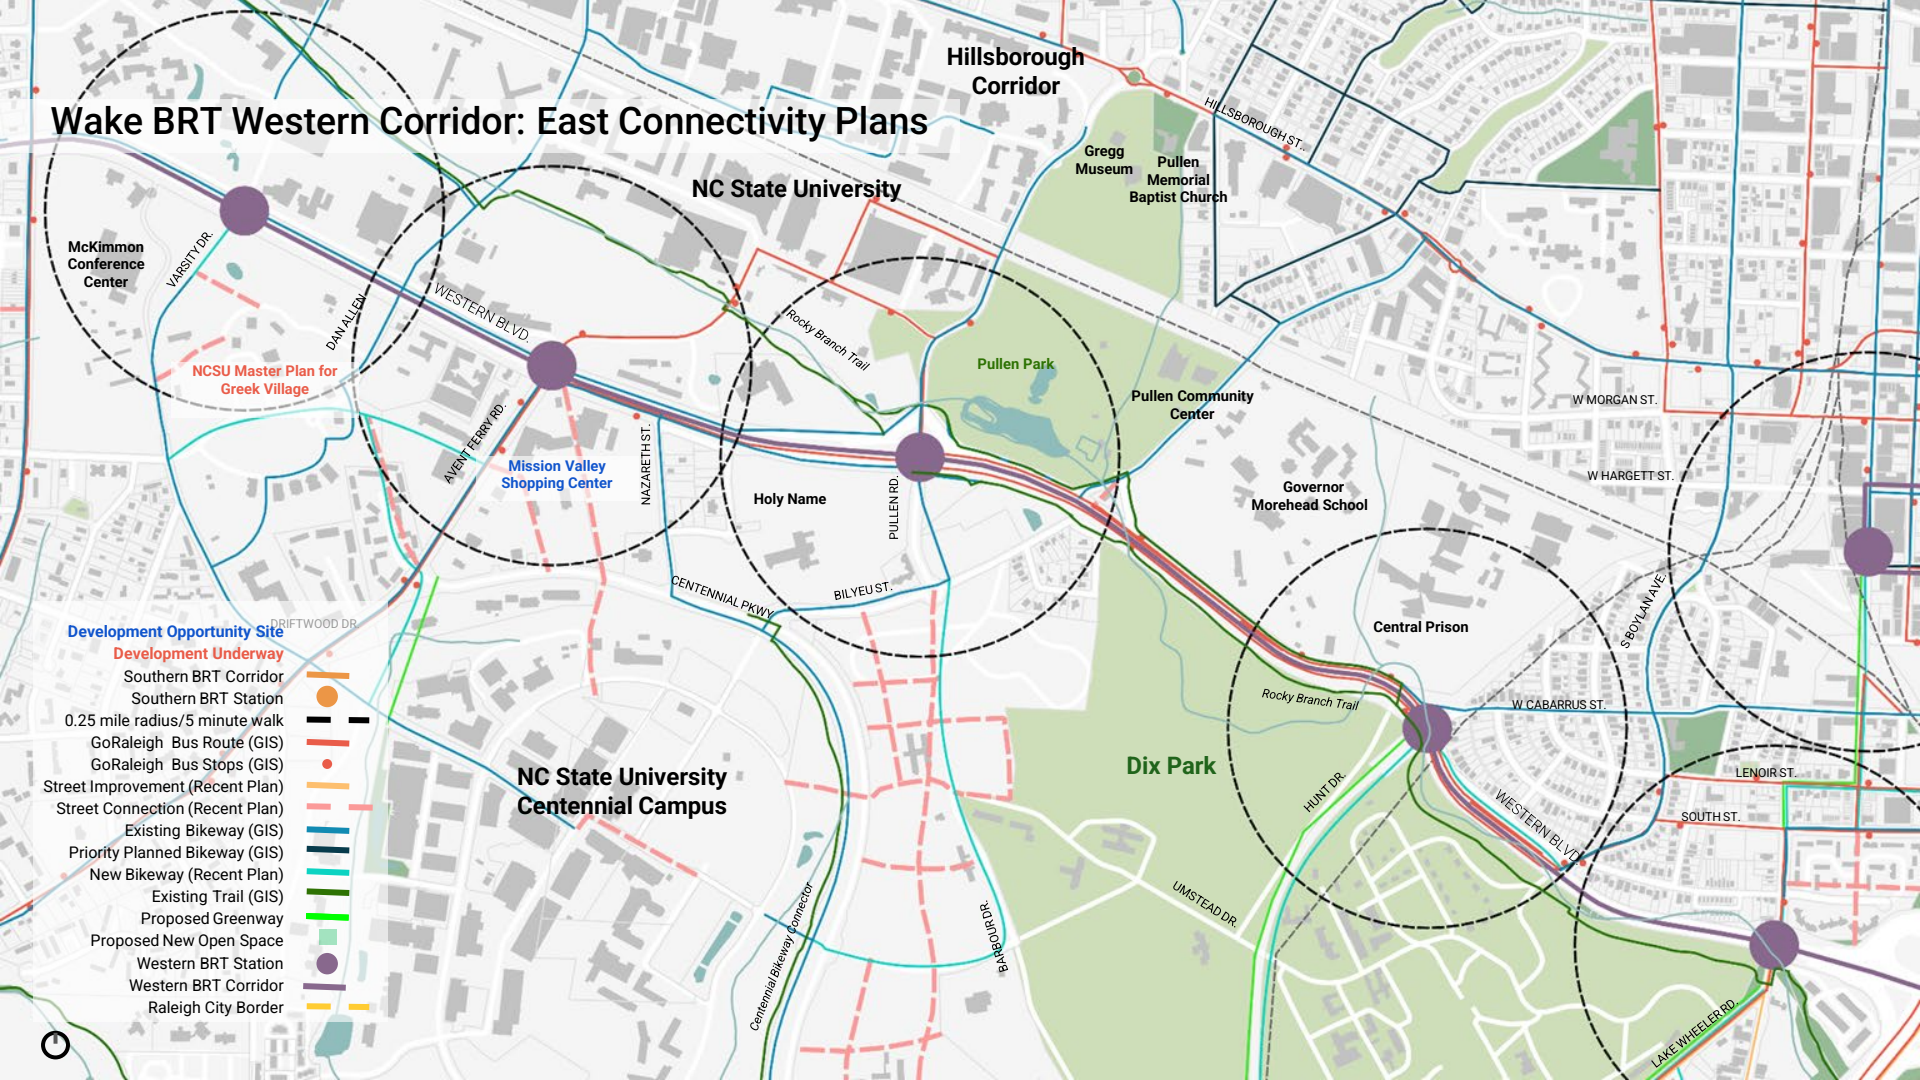 Hillsborough
Corridor
HILLSBOROUGH ST..
Wake BRT Western Corridor: East Connectivity Plans
Gregg
Museum
Pullen
Memorial
Baptist Church
NC State University
McKimmon
Conference
Center
VARSITY DR.
DAN ALLEN
WESTERN BLVD.
Rocky Branch Trail
Pullen Park
NCSU Master Plan for
Greek Village
Pullen Community
Center
W MORGAN ST.
AVENT FERRY RD.
Mission Valley
Shopping Center
NAZARETH ST.
Holy Name
PULLEN RD.
Governor
Morehead School
W HARGETT ST.
CENTENNIAL PKWY
BILYEU ST.
S BOYLAN AVE.
Central Prison
DRIFTWOOD DR.
Development Opportunity Site
Development Underway
Southern BRT Corridor
Southern BRT Station
0.25 mile radius/5 minute walk
GoRaleigh Bus Route (GIS)
GoRaleigh Bus Stops (GIS)
Street Improvement (Recent Plan)
Street Connection (Recent Plan)
Existing Bikeway (GIS)
Priority Planned Bikeway (GIS)
New Bikeway (Recent Plan)
Existing Trail (GIS)
Proposed Greenway
Proposed New Open Space
Western BRT Station
Western BRT Corridor
Raleigh City Border
Rocky Branch Trail
W CABARRUS ST.
NC State University
Centennial Campus
Dix Park
HUNT DR.
LENOIR ST.
WESTERN BLVD.
SOUTH ST.
UMSTEAD DR.
BARBOUR DR.
Centennial Bikeway Connector
LAKE WHEELER RD.